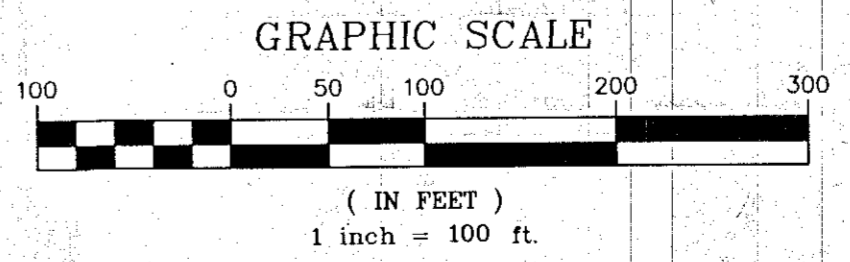 GRAPHIC SCALE
100 0 50 100 200 300
( IN FEET )
1 inch = 100 ft.